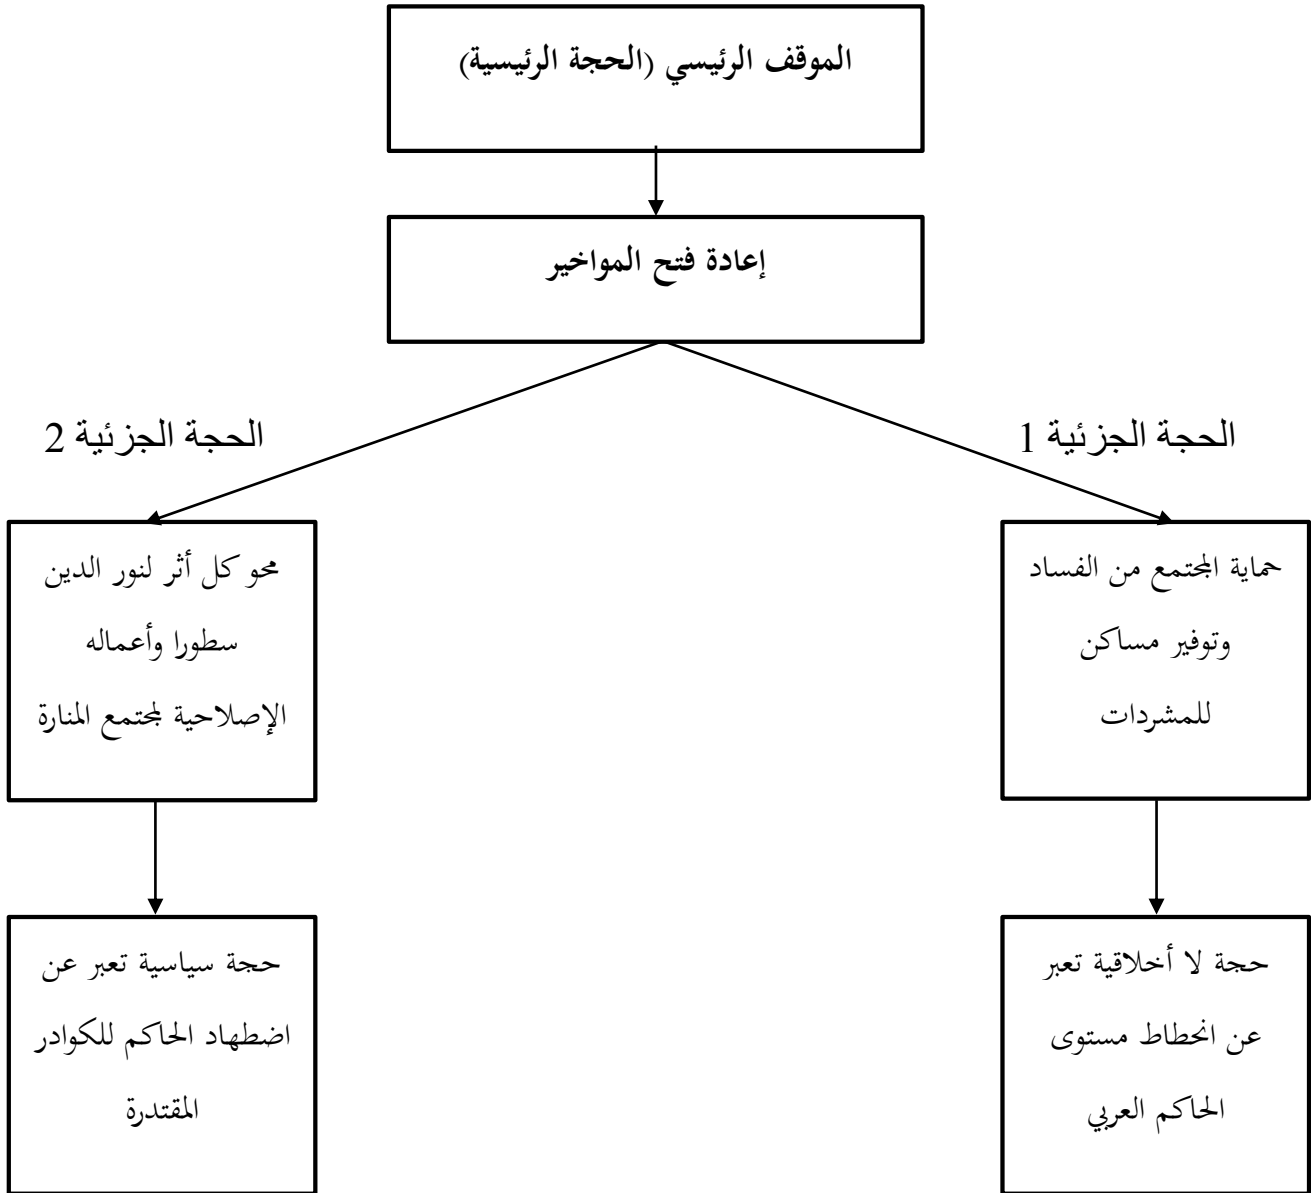 الموقف الرئيسي (الحجة الرئيسية)
إعادة فتح المواخير
الحجة الجزئية 1
الحجة الجزئية 2
حماية المجتمع من الفساد
وتوفير مساكن
للمشردات
محو كل أثر لنور الدين
سطورا وأعماله
الإصلاحية لمجتمع المنارة
حجة لا أخلاقية تعبر
عن انحطاط مستوى
الحاكم العربي
حجة سياسية تعبر عن
اضطهاد الحاكم للكوادر
المقتدرة